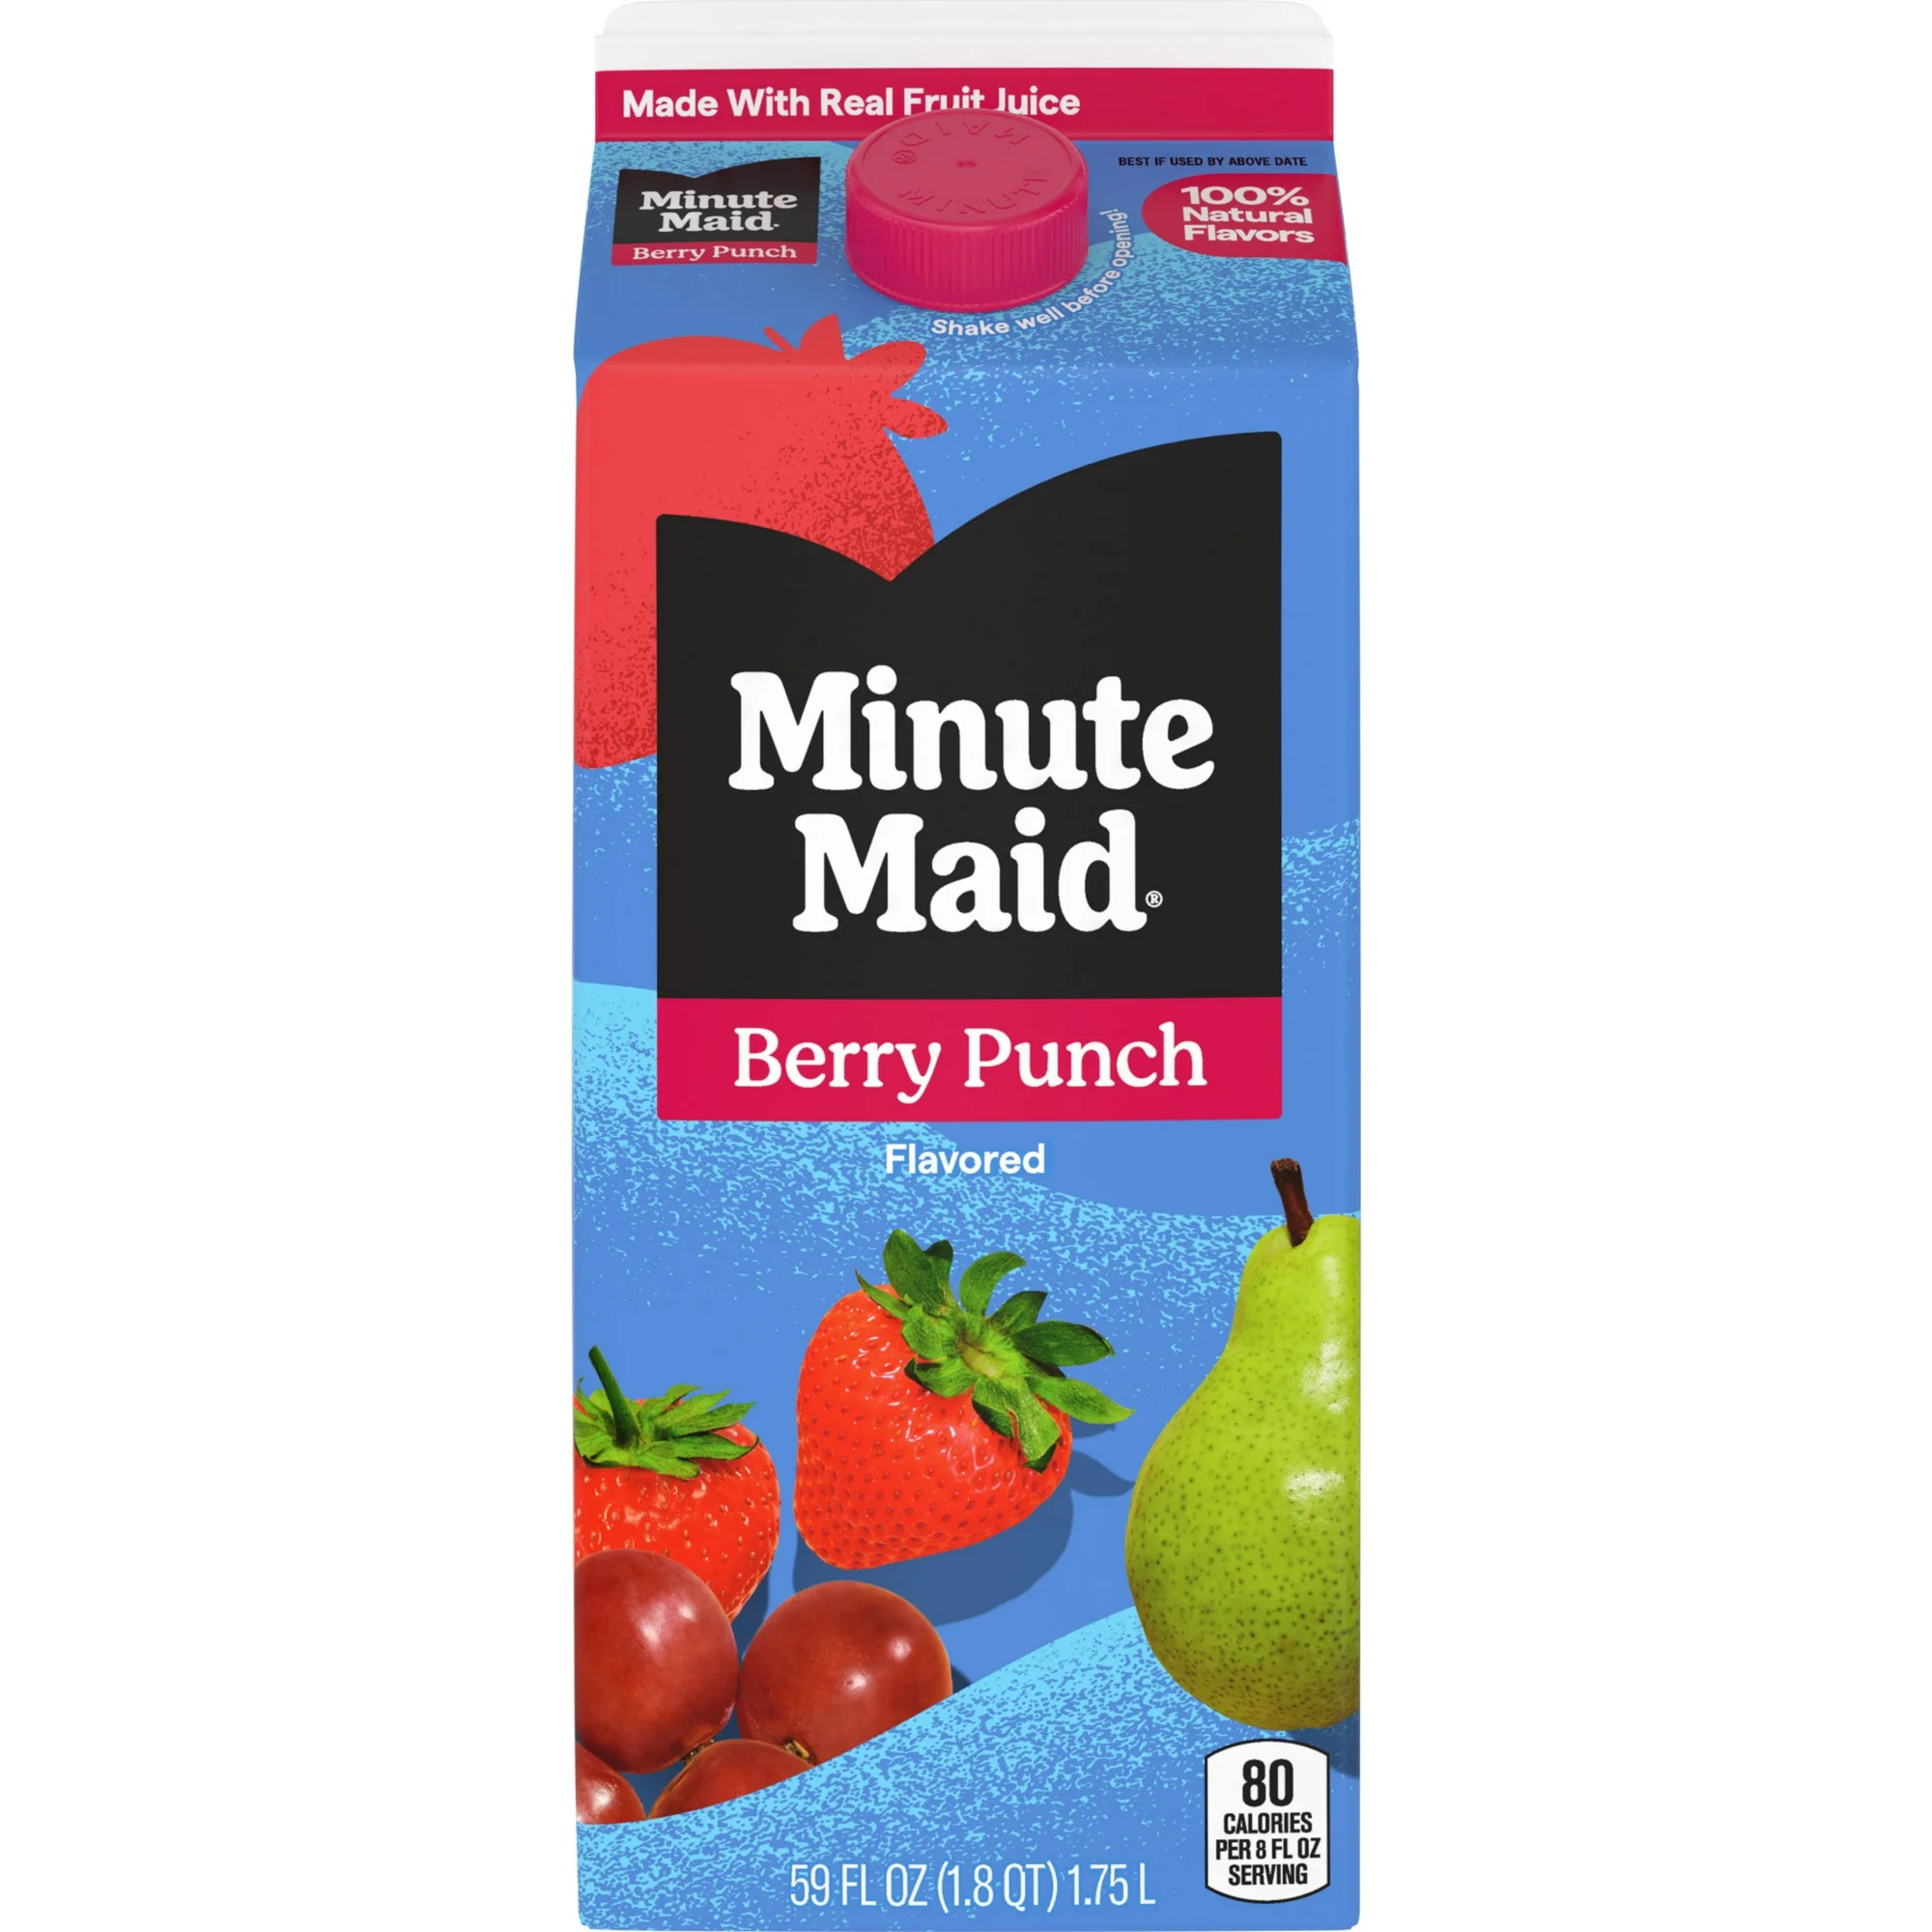 Made With Real Fruit Juice
BEST IF USED BY ABOVE DATE
Minute
Maid
Berry Punch
MINUTE MAID®
100%
Natural
Flavors
Shake well before opening!
Minute
Maid®
Berry Punch
Flavored
80
CALORIES
PER 8 FL OZ
SERVING
59 FL OZ (1.8 QT) 1.75 L